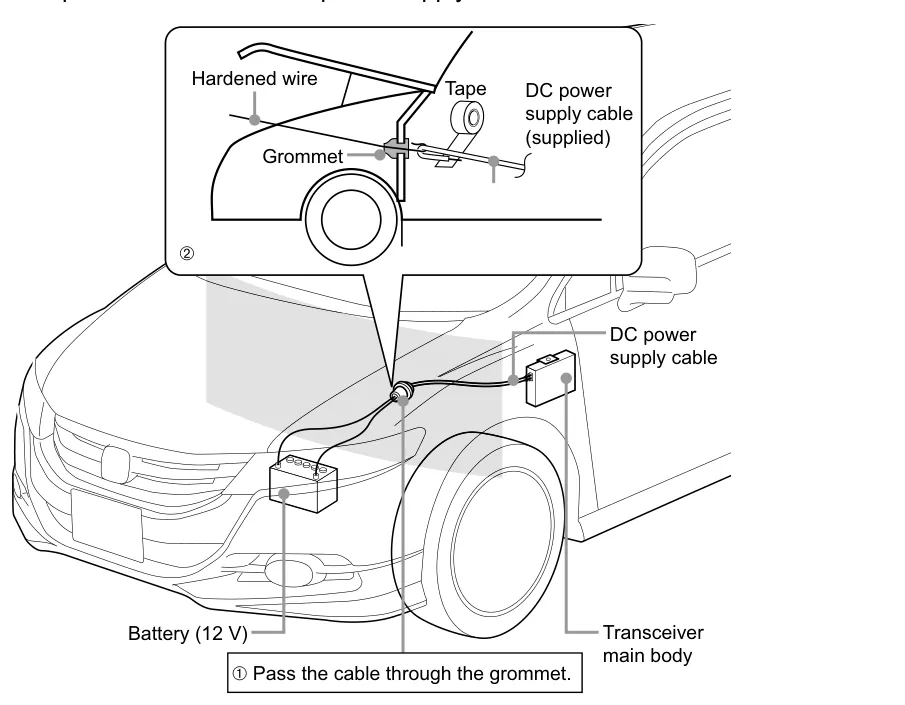 Hardened wire
Tape
DC power
supply cable
(supplied)
Grommet
②
DC power
supply cable
Battery (12 V)
Transceiver
main body
① Pass the cable through the grommet.